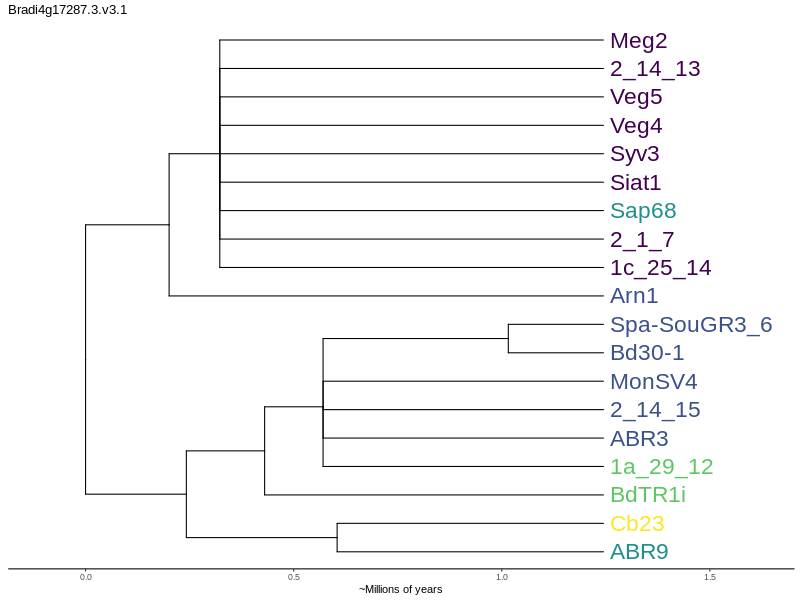 Bradi4g17287.3.v3.1
Meg2
2_14_13
Veg5
Veg4
Syv3
Siat1
Sap68
2_1_7
1c_25_14
Arn1
Spa-SouGR3_6
Bd30-1
MonSV4
2_14_15
ABR3
1a_29_12
BdTR1i
Cb23
ABR9
0.0 0.5 1.0 1.5
~Millions of years